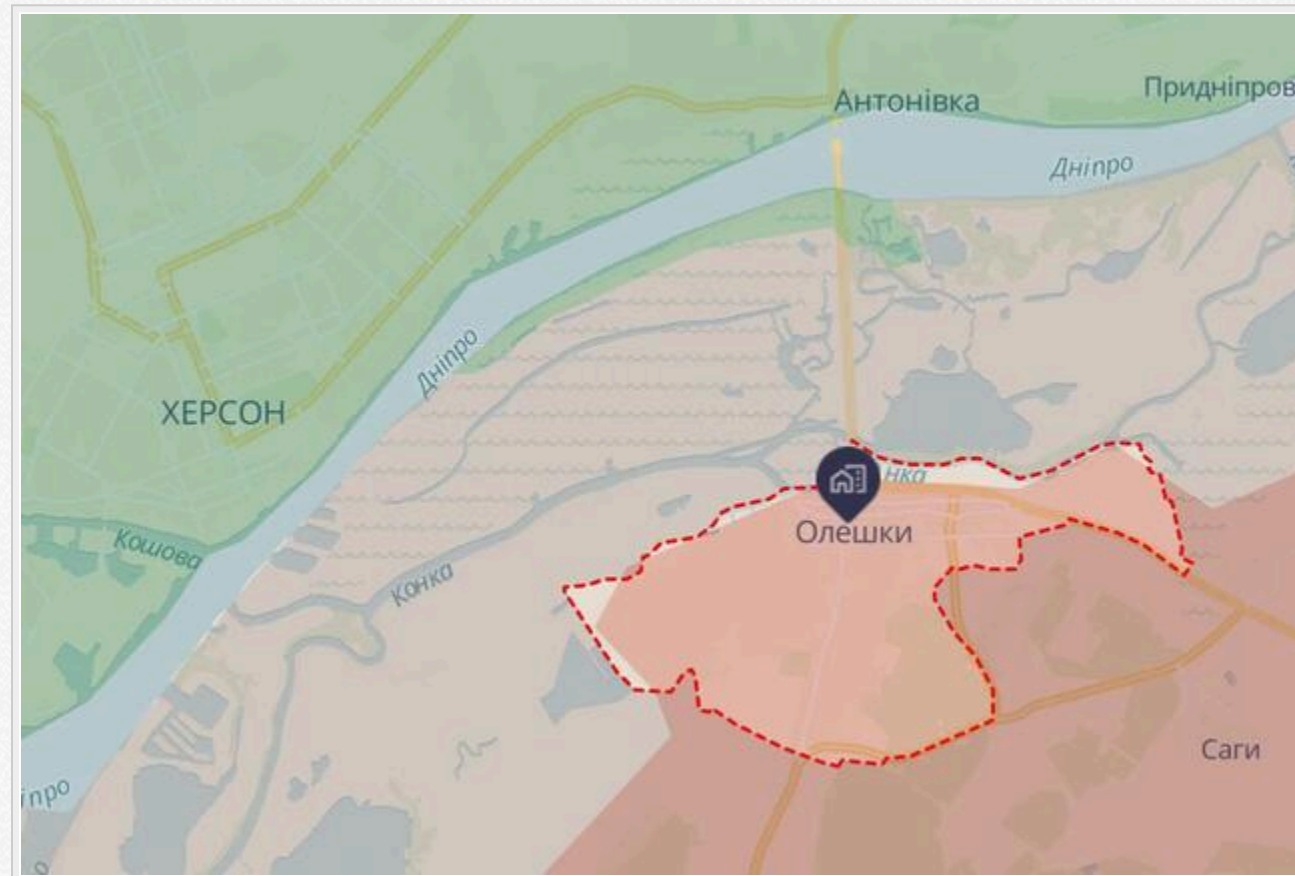 Антонівка
Придніпров
Дніпро
Дніпро
ХЕРСОН
нка
Олешки
Кошова
Конка
Саги
іпро